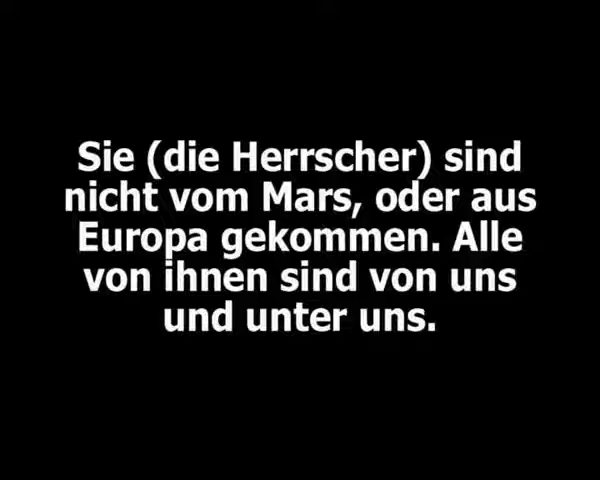 Sie (die Herrscher) sind
nicht vom Mars, oder aus
Europa gekommen. Alle
von ihnen sind von uns
und unter uns.